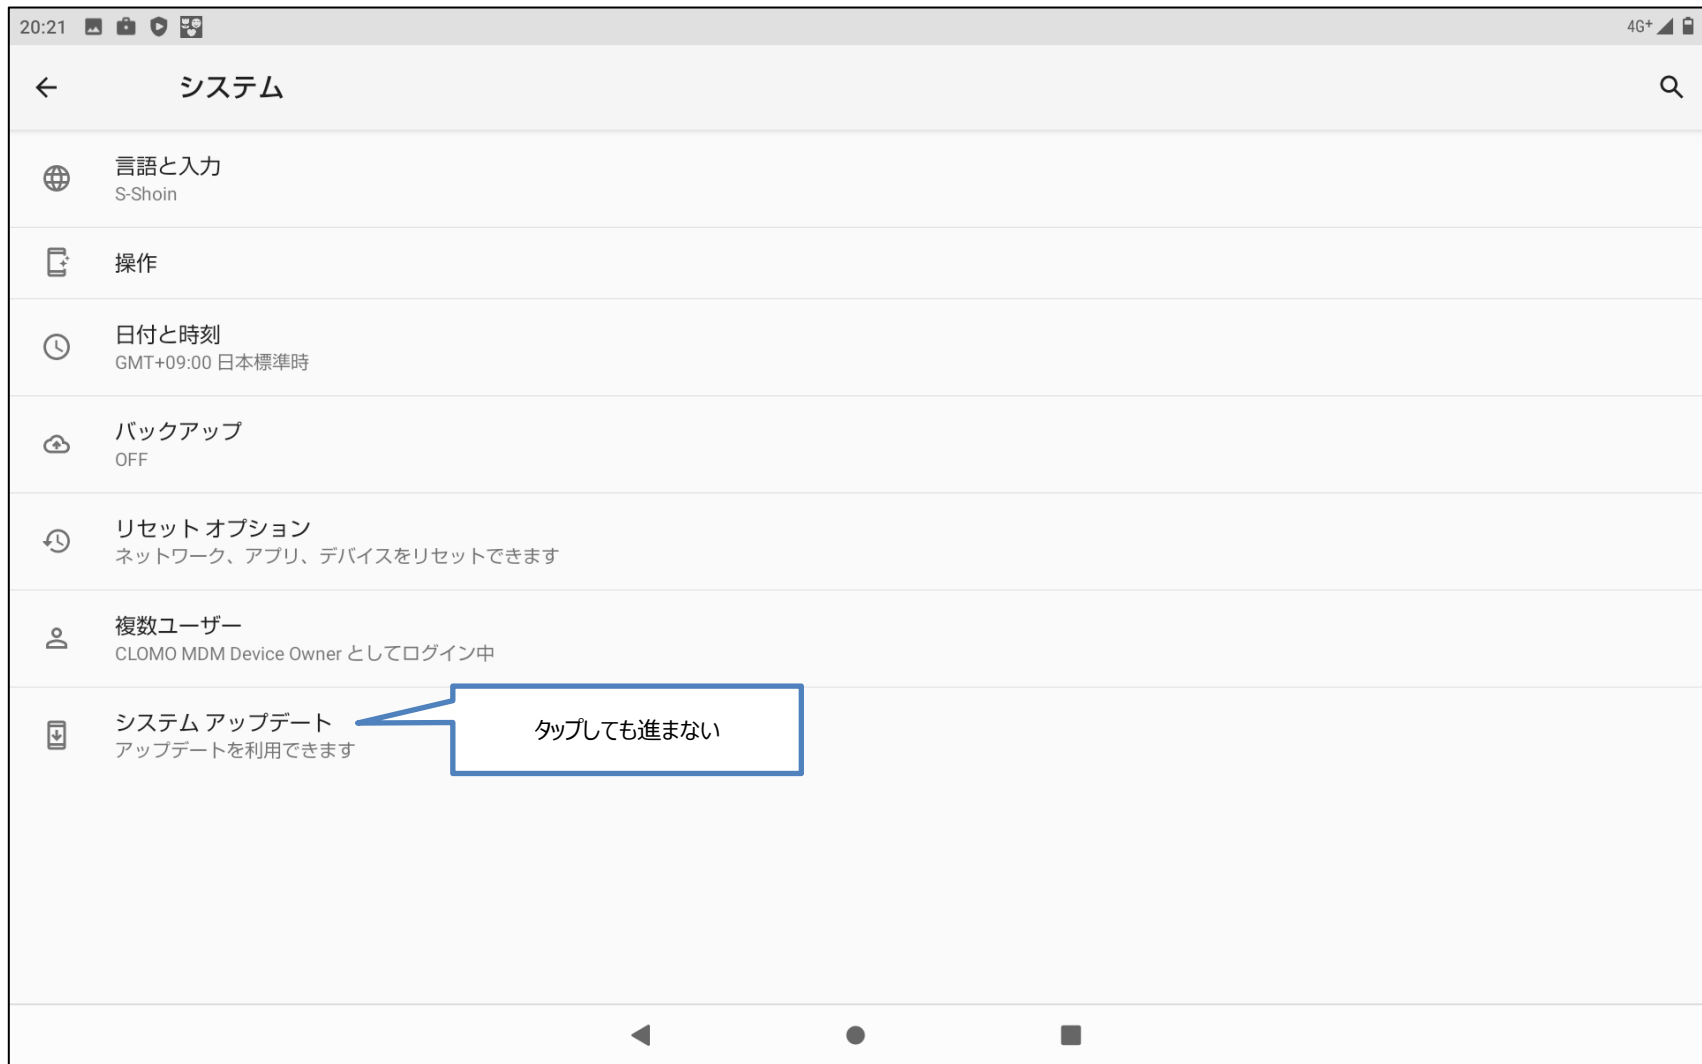 20:21
4G+
システム
言語と入力
S-Shoin
操作
日付と時刻
GMT+09:00 日本標準時
バックアップ
OFF
リセット オプション
ネットワーク、アプリ、デバイスをリセットできます
複数ユーザー
CLOMO MDM Device Owner としてログイン中
システム アップデート
アップデートを利用できます
タップしても進まない